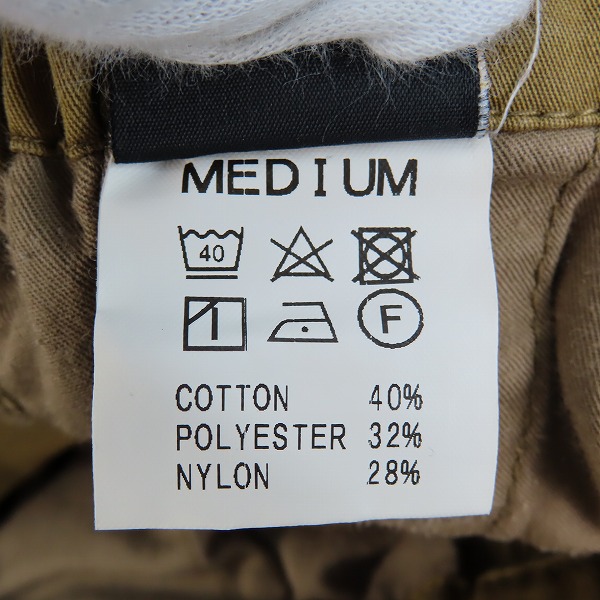 MEDIUM
40
F
COTTON 40%
POLYESTER 32%
NYLON 28%